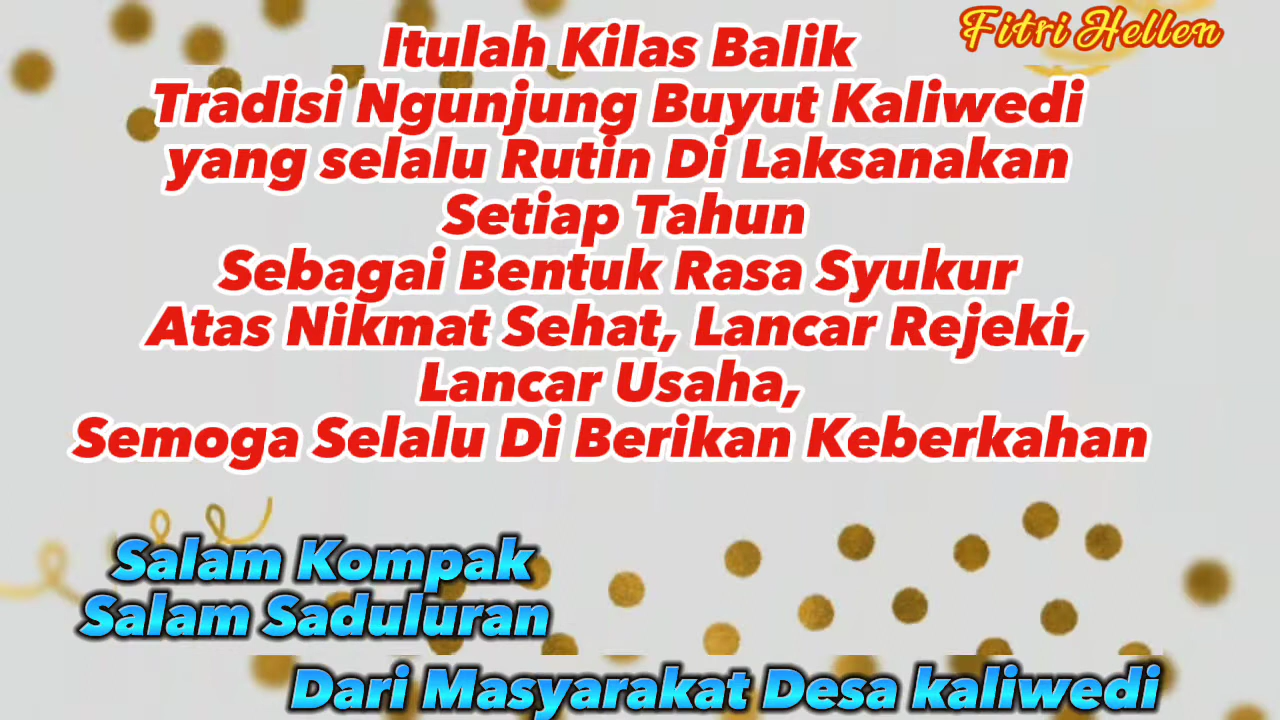 Fitri Hellen
Itulah Kilas Balik
Tradisi Ngunjung Buyut Kaliwedi
yang selalu Rutin Di Laksanakan
Setiap Tahun
Sebagai Bentuk Rasa Syukur
Atas Nikmat Sehat, Lancar Rejeki,
Lancar Usaha,
Semoga Selalu Di Berikan Keberkahan
Salam Kompak
Salam Saduluran
Dari Masyarakat Desa kaliwedi